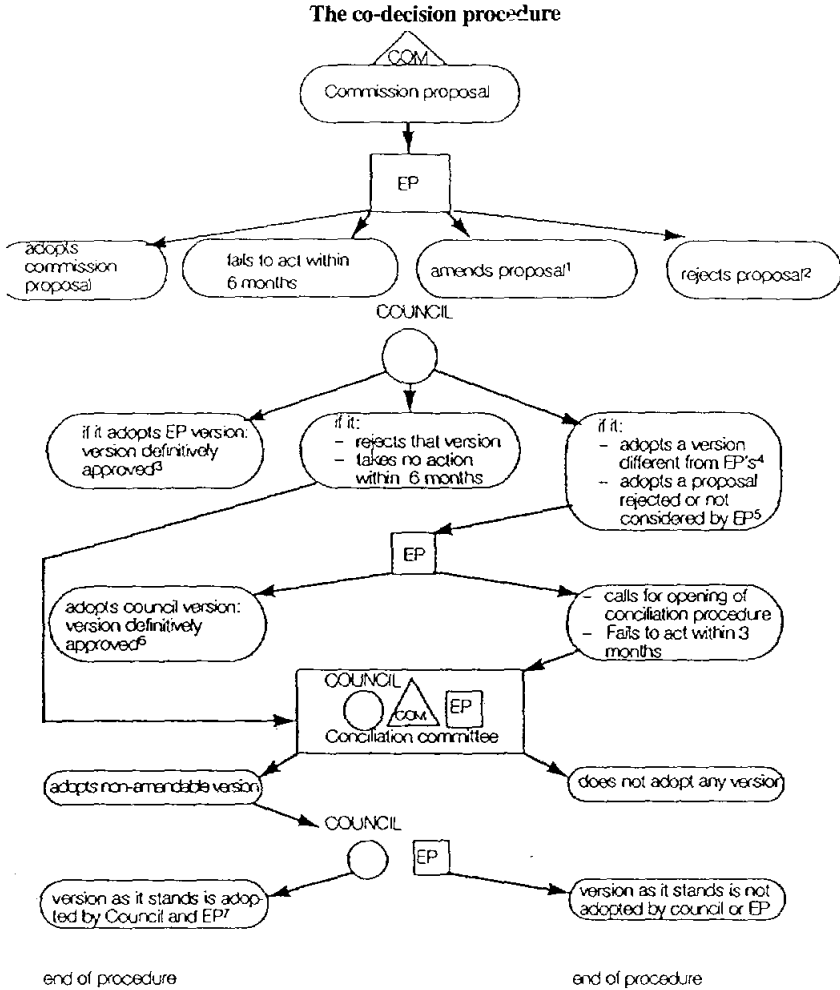 The co-decision procedure
COM
Commission proposal
EP
adopts
commission
proposal
fails to act within
6 months
amends proposal¹
rejects proposal²
COUNCIL
if it adopts EP version:
version definitively
approved³
if it:
– rejects that version
– takes no action
within 6 months
if it:
– adopts a version
different from EP's⁴
– adopts a proposal
rejected or not
considered by EP⁵
EP
adopts council version:
version definitively
approved⁶
– calls for opening of
conciliation procedure
– Fails to act within 3
months
COUNCIL
COM
EP
Conciliation committee
adopts non-amendable version
does not adopt any version
COUNCIL
EP
version as it stands is adop-
ted by Council and EP⁷
version as it stands is not
adopted by council or EP
end of procedure
end of procedure